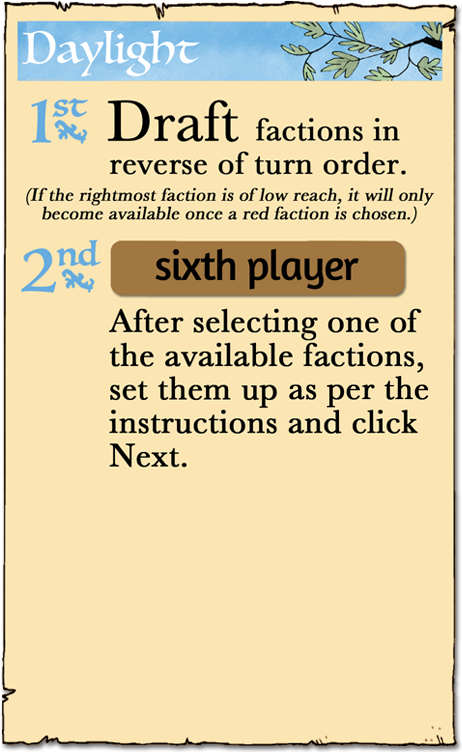 Daylight
1st Draft factions in
reverse of turn order.
(If the rightmost faction is of low reach, it will only
become available once a red faction is chosen.)
2nd sixth player
After selecting one of
the available factions,
set them up as per the
instructions and click
Next.